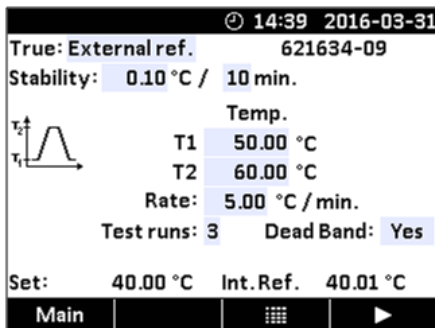 14:39 2016-03-31
True: External ref. 621634-09
Stability: 0.10 °C / 10 min.
Temp.
T2
T1
T1 50.00 °C
T2 60.00 °C
Rate: 5.00 °C / min.
Test runs: 3 Dead Band: Yes
Set: 40.00 °C Int. Ref. 40.01 °C
Main